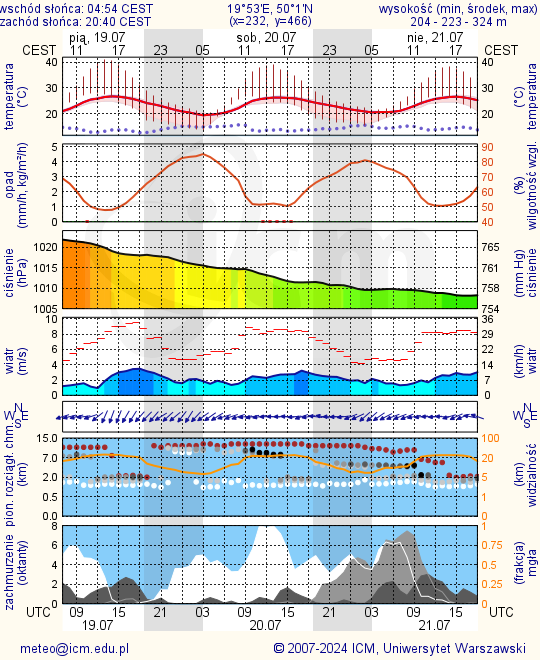 wschód słońca: 04:54 CEST 19°53'E, 50°1'N wysokość (min, środek, max)
zachód słońca: 20:40 CEST (x=232, y=466) 204 - 223 - 324 m
pią, 19.07 sob, 20.07 nie, 21.07
CEST 11 17 23 05 11 17 23 05 11 17 CEST
temperatura (°C)
40 40
30 30
20 20
temperatura (°C)
opad (mm/h, kg/m²/h)
5 90
4 80
3 70
2 60
1 50
0 40
(%) wilgotność wzgl.
ciśnienie (hPa)
1020 765
1015 761
1010 758
1005 754
(mm Hg) ciśnienie
wiatr (m/s)
10 36
8 29
6 22
4 14
2 7
0 0
(km/h) wiatr
N N
W E W E
S S
pion. rozciągł. chm. (km)
15.0 100
7.0 20
2.0 5
0.5 1
0.0 0
(km) widzialność
zachmurzenie (oktanty)
8 1
6 0.75
4 0.5
2 0.25
0 0
(frakcja) mgła
UTC 09 15 21 03 09 15 21 03 09 15 UTC
19.07 20.07 21.07
meteo@icm.edu.pl © 2007-2024 ICM, Uniwersytet Warszawski